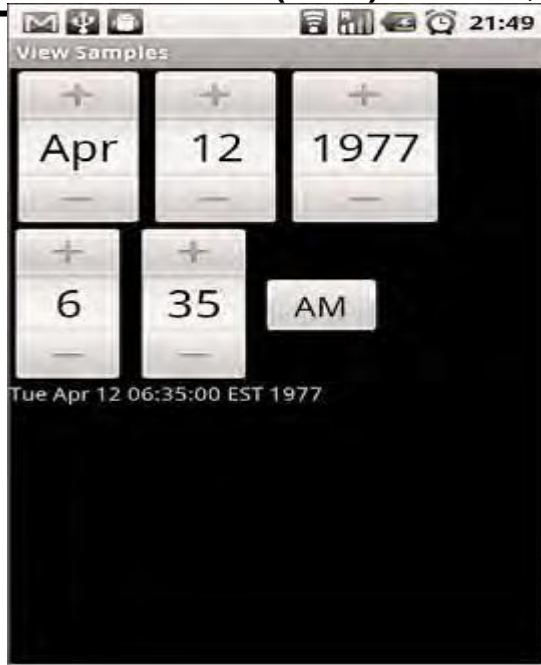 21:49
View Samples
+ + +
Apr 12 1977
− − −
+ +
6 35 AM
− −
Tue Apr 12 06:35:00 EST 1977